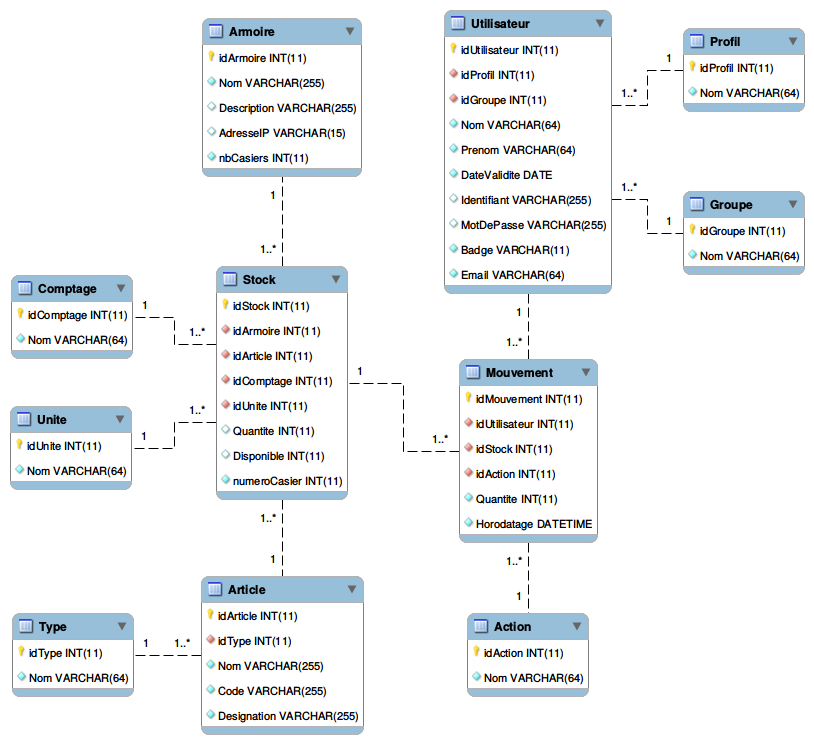 Armoire
idArmoire INT(11)
Nom VARCHAR(255)
Description VARCHAR(255)
AdresseIP VARCHAR(15)
nbCasiers INT(11)
1
1..*
Utilisateur
idUtilisateur INT(11)
idProfil INT(11)
idGroupe INT(11)
Nom VARCHAR(64)
Prenom VARCHAR(64)
DateValidite DATE
Identifiant VARCHAR(255)
MotDePasse VARCHAR(255)
Badge VARCHAR(11)
Email VARCHAR(64)
1
1..*
Profil
idProfil INT(11)
Nom VARCHAR(64)
1
1..*
Groupe
idGroupe INT(11)
Nom VARCHAR(64)
1..*
1
Comptage
idComptage INT(11)
Nom VARCHAR(64)
1
1..*
Stock
idStock INT(11)
idArmoire INT(11)
idArticle INT(11)
idComptage INT(11)
idUnite INT(11)
Quantite INT(11)
Disponible INT(11)
numeroCasier INT(11)
1
1..*
Unite
idUnite INT(11)
Nom VARCHAR(64)
1..*
1
Mouvement
idMouvement INT(11)
idUtilisateur INT(11)
idStock INT(11)
idAction INT(11)
Quantite INT(11)
Horodatage DATETIME
1..*
1
1..*
1
Article
idArticle INT(11)
idType INT(11)
Nom VARCHAR(255)
Code VARCHAR(255)
Designation VARCHAR(255)
Type
idType INT(11)
Nom VARCHAR(64)
1
1..*
Action
idAction INT(11)
Nom VARCHAR(64)